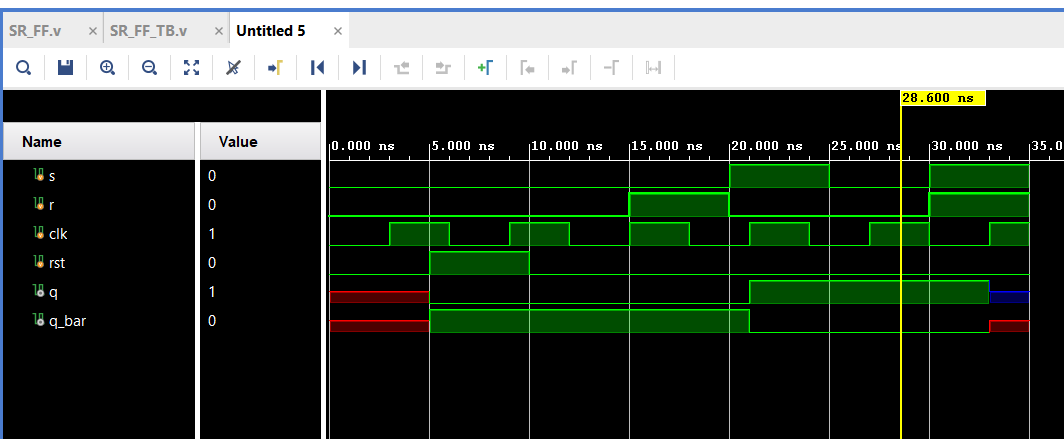 SR_FF.v × SR_FF_TB.v × Untitled 5 ×
28.600 ns
Name Value
0.000 ns 5.000 ns 10.000 ns 15.000 ns 20.000 ns 25.000 ns 30.000 ns 35.0
s 0
r 0
clk 1
rst 0
q 1
q_bar 0